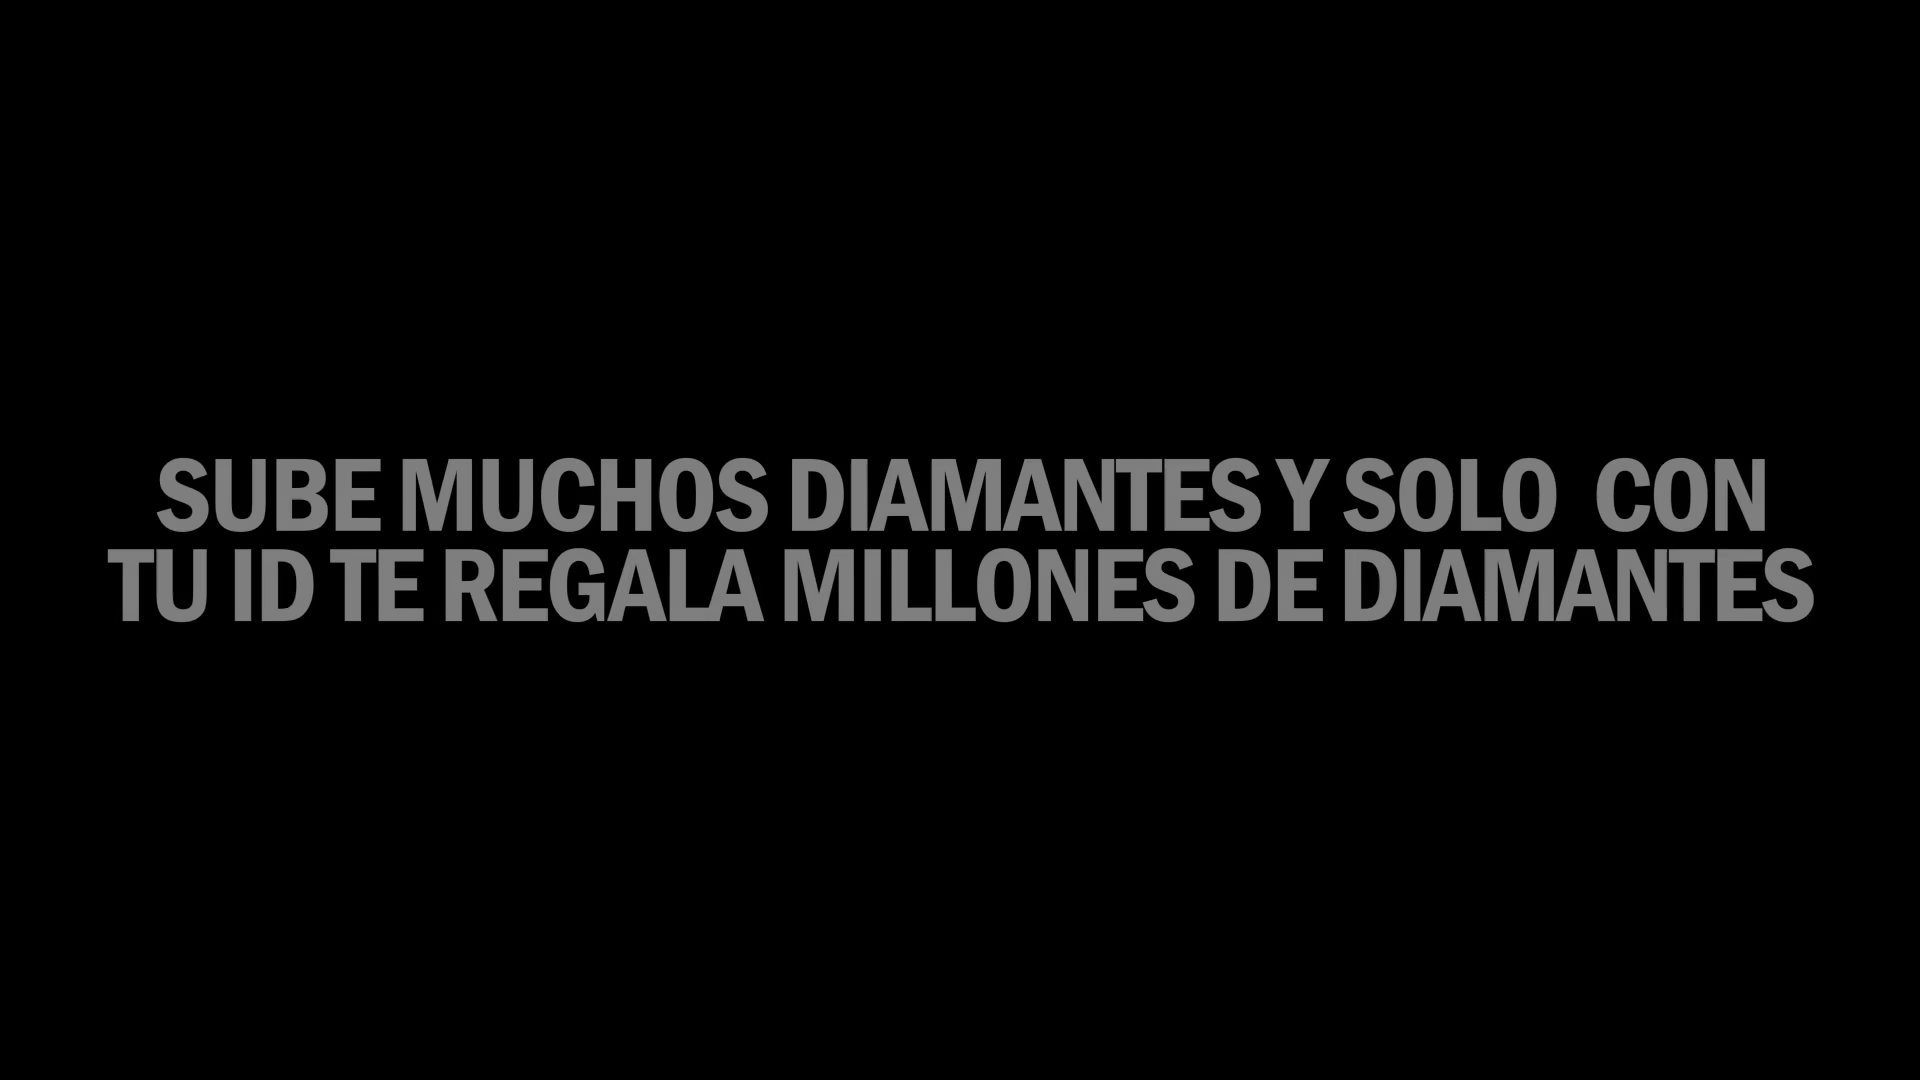 SUBE MUCHOS DIAMANTES Y SOLO  CON
TU ID TE REGALA MILLONES DE DIAMANTES